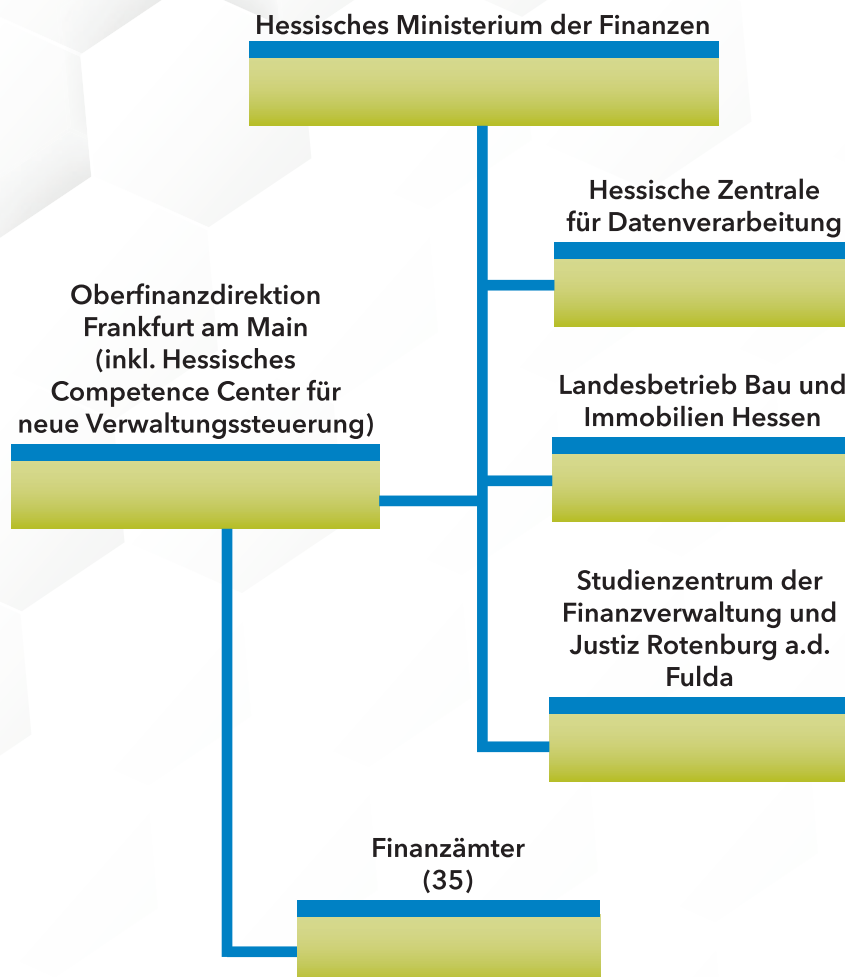 Hessisches Ministerium der Finanzen
Hessische Zentrale
für Datenverarbeitung
Oberfinanzdirektion
Frankfurt am Main
(inkl. Hessisches
Competence Center für
neue Verwaltungssteuerung)
Landesbetrieb Bau und
Immobilien Hessen
Studienzentrum der
Finanzverwaltung und
Justiz Rotenburg a.d.
Fulda
Finanzämter
(35)